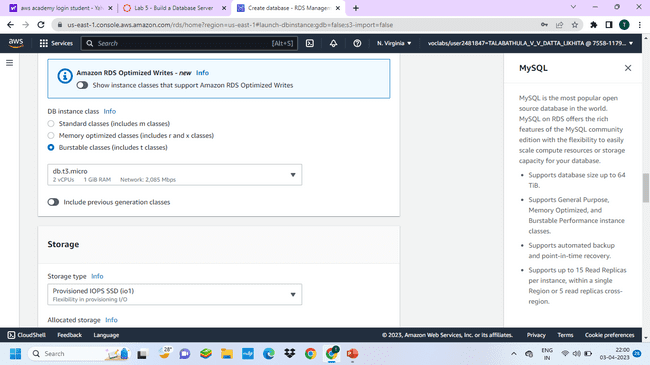 aws academy login student - Ya
Lab 5 - Build a Database Server
Create database - RDS Manager
us-east-1.console.aws.amazon.com/rds/home?region=us-east-1#launch-dbinstance:gdb=false;s3-import=false
aws
Services
Search
[Alt+S]
N. Virginia
voclabs/user2481847=TALABATHULA_V_V_DATTA_LIKHITA @ 7558-1179...
Amazon RDS Optimized Writes - new Info
Show instance classes that support Amazon RDS Optimized Writes
DB instance class Info
Standard classes (includes m classes)
Memory optimized classes (includes r and x classes)
Burstable classes (includes t classes)
db.t3.micro
2 vCPUs 1 GiB RAM Network: 2,085 Mbps
Include previous generation classes
Storage
Storage type Info
Provisioned IOPS SSD (io1)
Flexibility in provisioning I/O
Allocated storage Info
MySQL
MySQL is the most popular open
source database in the world.
MySQL on RDS offers the rich
features of the MySQL community
edition with the flexibility to easily
scale compute resources or storage
capacity for your database.
• Supports database size up to 64
TiB.
• Supports General Purpose,
Memory Optimized, and
Burstable Performance instance
classes.
• Supports automated backup
and point-in-time recovery.
• Supports up to 15 Read Replicas
per instance, within a single
Region or 5 read replicas cross-
region.
CloudShell
Feedback
Language
© 2023, Amazon Web Services, Inc. or its affiliates.
Privacy
Terms
Cookie preferences
Search
28°
ENG
IN
22:00
03-04-2023